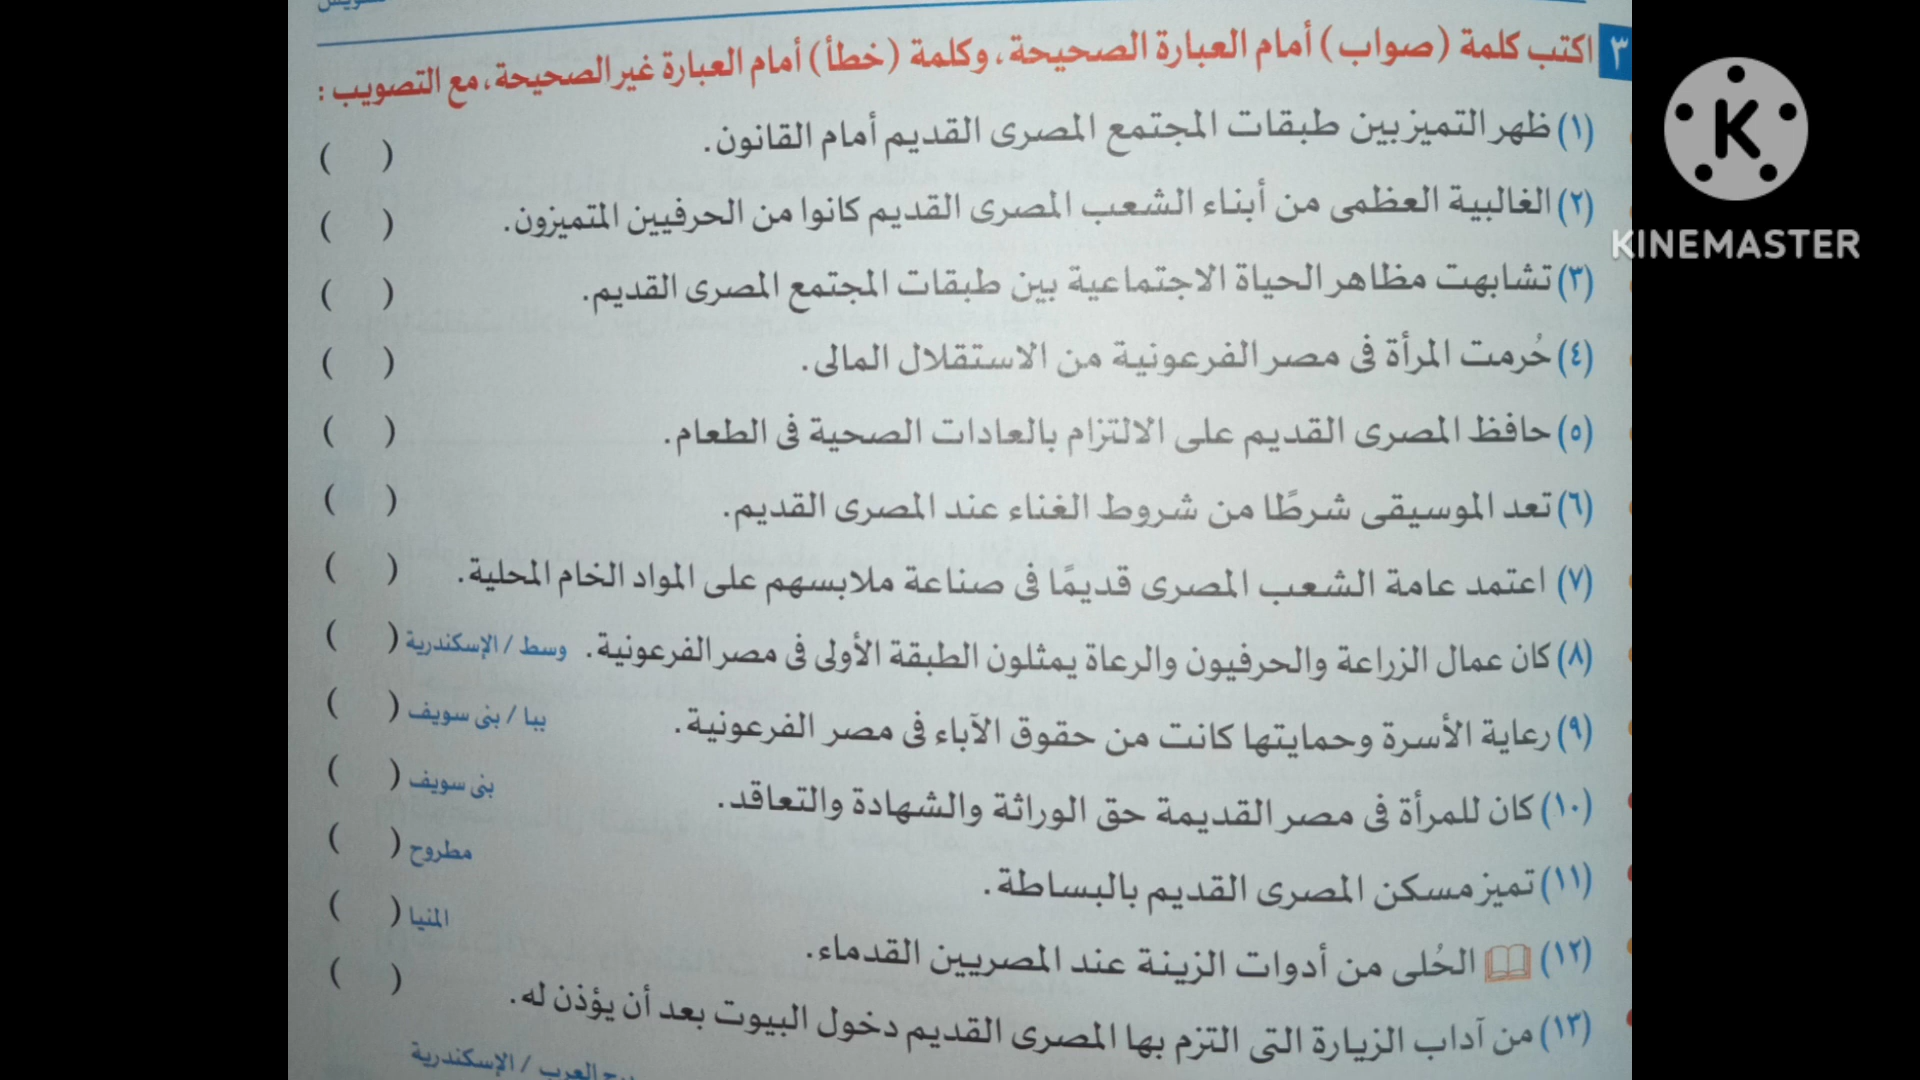 سويس
٣ اكتب كلمة (صواب) أمام العبارة الصحيحة، وكلمة (خطأ) أمام العبارة غير الصحيحة، مع التصويب :
(١) ظهر التميز بين طبقات المجتمع المصرى القديم أمام القانون. ( )
(٢) الغالبية العظمى من أبناء الشعب المصرى القديم كانوا من الحرفيين المتميزون. ( )
(٣) تشابهت مظاهر الحياة الاجتماعية بين طبقات المجتمع المصرى القديم. ( )
(٤) حُرمت المرأة فى مصر الفرعونية من الاستقلال المالى. ( )
(٥) حافظ المصرى القديم على الالتزام بالعادات الصحية فى الطعام. ( )
(٦) تعد الموسيقى شرطًا من شروط الغناء عند المصرى القديم. ( )
(٧) اعتمد عامة الشعب المصرى قديمًا فى صناعة ملابسهم على المواد الخام المحلية. ( )
(٨) كان عمال الزراعة والحرفيون والرعاة يمثلون الطبقة الأولى فى مصر الفرعونية. وسط / الإسكندرية ( )
(٩) رعاية الأسرة وحمايتها كانت من حقوق الآباء فى مصر الفرعونية. ببا / بنى سويف ( )
(١٠) كان للمرأة فى مصر القديمة حق الوراثة والشهادة والتعاقد. بنى سويف ( )
(١١) تميز مسكن المصرى القديم بالبساطة. مطروح ( )
(١٢) الحُلى من أدوات الزينة عند المصريين القدماء. المنيا ( )
(١٣) من آداب الزيارة التى التزم بها المصرى القديم دخول البيوت بعد أن يؤذن له. ( )
العرب / الإسكندرية
K
KINEMASTER